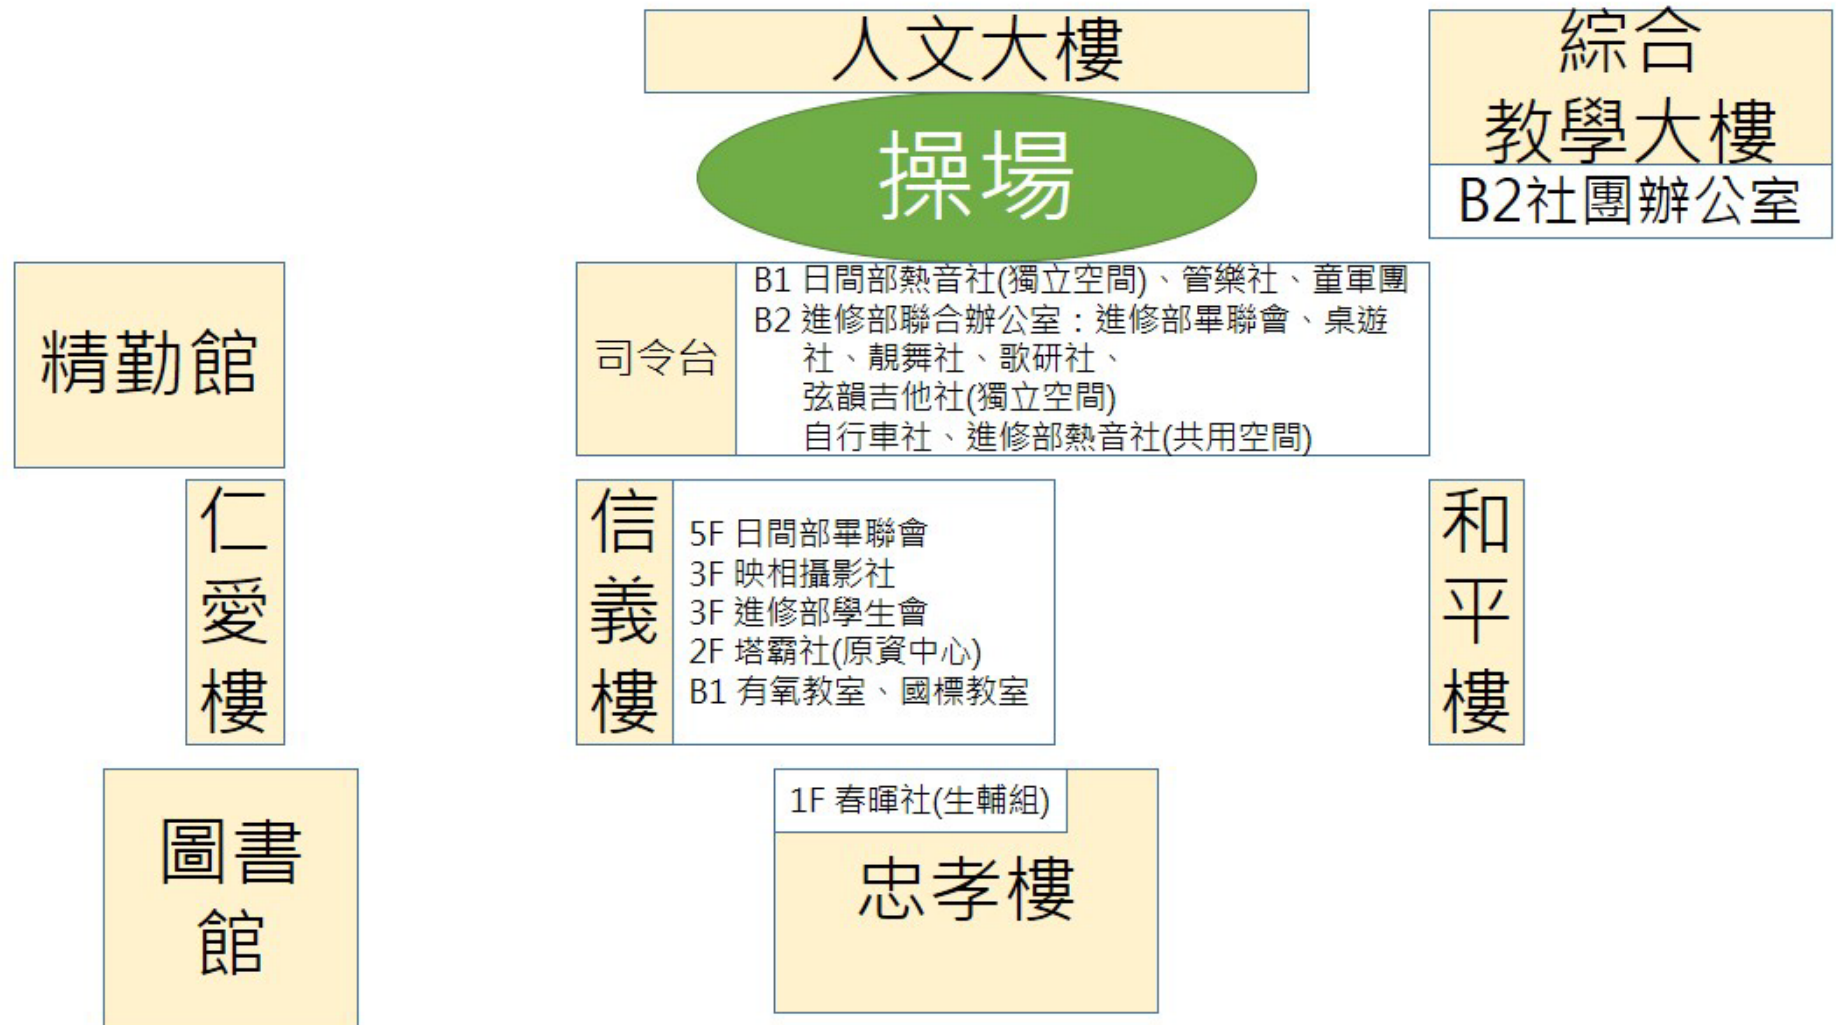 人文大樓
綜合
教學大樓
B2社團辦公室
操場
精勤館
司令台
B1 日間部熱音社(獨立空間)、管樂社、童軍團
B2 進修部聯合辦公室：進修部畢聯會、桌遊
社、靚舞社、歌研社、
弦韻吉他社(獨立空間)
自行車社、進修部熱音社(共用空間)
仁
愛
樓
信
義
樓
5F 日間部畢聯會
3F 映相攝影社
3F 進修部學生會
2F 塔霸社(原資中心)
B1 有氧教室、國標教室
和
平
樓
圖書
館
1F 春暉社(生輔組)
忠孝樓